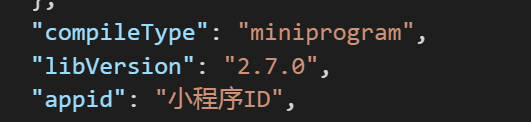 },
"compileType": "miniprogram",
"libVersion": "2.7.0",
"appid": "小程序ID",